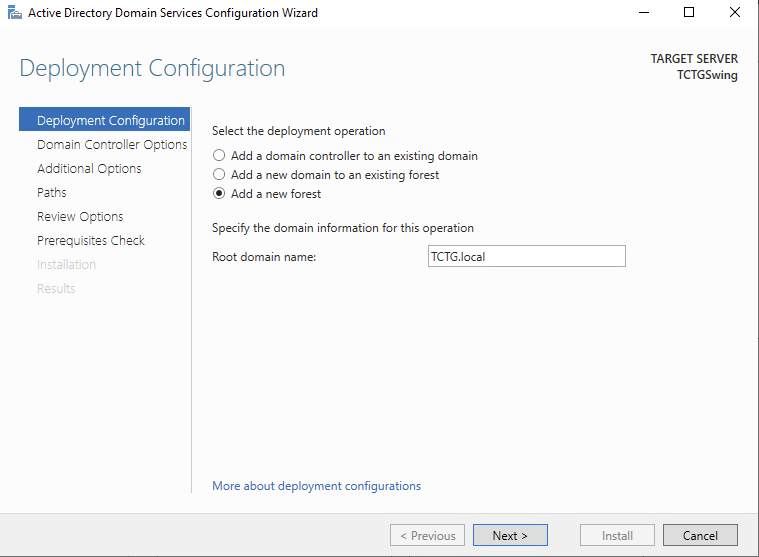 Active Directory Domain Services Configuration Wizard
Deployment Configuration
TARGET SERVER
TCTGSwing
Deployment Configuration
Domain Controller Options
Additional Options
Paths
Review Options
Prerequisites Check
Installation
Results
Select the deployment operation
Add a domain controller to an existing domain
Add a new domain to an existing forest
Add a new forest
Specify the domain information for this operation
Root domain name: TCTG.local
More about deployment configurations
< Previous Next > Install Cancel